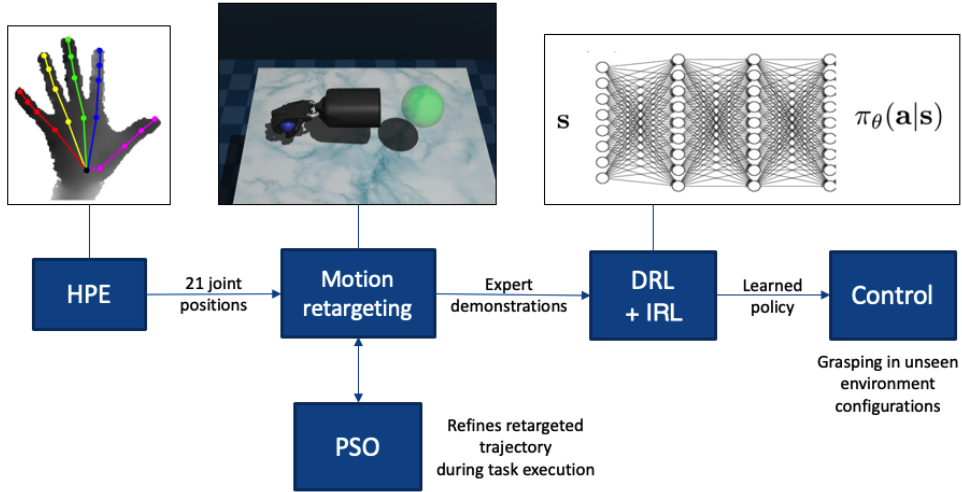 s
πθ(a|s)
HPE
21 joint
positions
Motion
retargeting
Expert
demonstrations
DRL
+ IRL
Learned
policy
Control
Grasping in unseen
environment
configurations
PSO
Refines retargeted
trajectory
during task execution